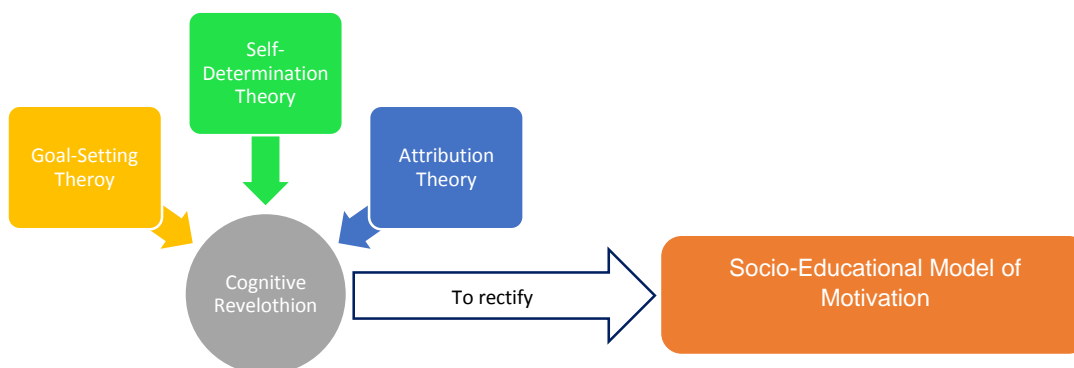 Self-
Determination
Theory
Goal-Setting
Theroy
Attribution
Theory
Cognitive
Revelothion
To rectify
Socio-Educational Model of
Motivation